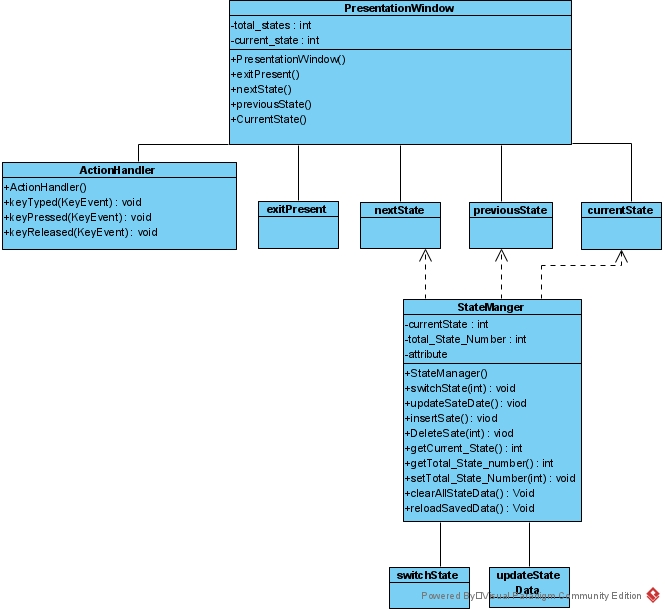 PresentationWindow
-total_states : int
-current_state : int
+PresentationWindow()
+exitPresent()
+nextState()
+previousState()
+CurrentState()
ActionHandler
+ActionHandler()
+keyTyped(KeyEvent) : void
+keyPressed(KeyEvent) : void
+keyReleased(KeyEvent) : void
exitPresent
nextState
previousState
currentState
StateManger
-currentState : int
-total_State_Number : int
-attribute
+StateManager()
+switchState(int) : void
+updateSateDate() : viod
+insertSate() : viod
+DeleteSate(int) : viod
+getCurrent_State() : int
+getTotal_State_number() : int
+setTotal_State_Number(int) : void
+clearAllStateData() : Void
+reloadSavedData() : Void
switchState
updateState
Data
Powered By Visual Paradigm Community Edition